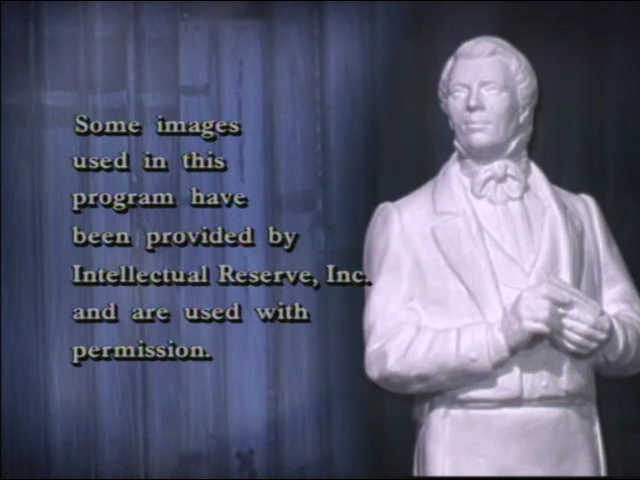 Some images
used in this
program have
been provided by
Intellectual Reserve, Inc.
and are used with
permission.